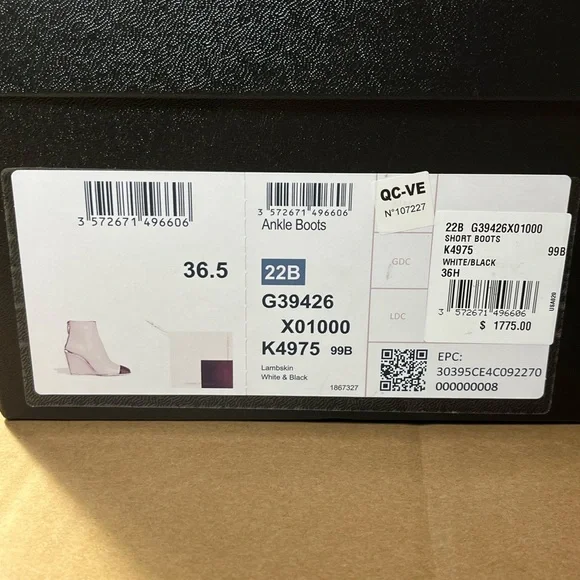 3 572671 496606
36.5
3 572671 496606
Ankle Boots
22B
G39426
X01000
K4975 99B
Lambskin
White & Black
1867327
QC-VE
N°107227
GDC
LDC
22B G39426X01000
SHORT BOOTS
K4975 99B
WHITE/BLACK
36H
3 572671 496606
USA020
$ 1775.00
EPC:
30395CE4C092270
000000008